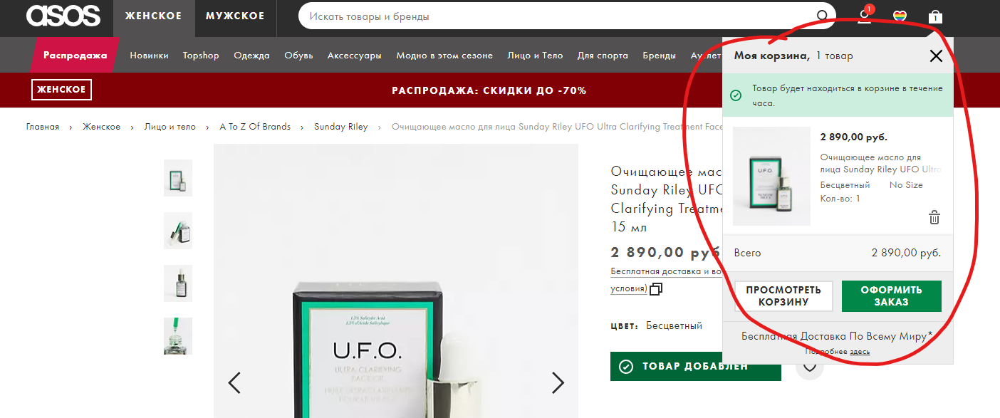 asos
ЖЕНСКОЕ
МУЖСКОЕ
Искать товары и бренды
1
1
Распродажа
Новинки
Topshop
Одежда
Обувь
Аксессуары
Модно в этом сезоне
Лицо и Тело
Для спорта
Бренды
Аутлет
ЖЕНСКОЕ
РАСПРОДАЖА: СКИДКИ ДО -70%
Главная › Женское › Лицо и тело › A To Z Of Brands › Sunday Riley › Очищающее масло для лица Sunday Riley UFO Ultra Clarifying Treatment Face
Очищающее мас
Sunday Riley UFO
Clarifying Treatme
15 мл
2 890,00 руб
Бесплатная доставка и во
условия)
ЦВЕТ: Бесцветный
ТОВАР ДОБАВЛЕН
Моя корзина, 1 товар
Товар будет находиться в корзине в течение
часа.
2 890,00 руб.
Очищающее масло для
лица Sunday Riley UFO Ultra
Бесцветный No Size
Кол-во: 1
U.F.O.
SUNDAY
RILEY
Всего 2 890,00 руб.
ПРОСМОТРЕТЬ
КОРЗИНУ
ОФОРМИТЬ
ЗАКАЗ
Бесплатная Доставка По Всему Миру*
Подробнее здесь
1.5% Salicylic Acid
1.5% d'Acide Salicylique
U.F.O.
ULTRA CLARIFYING
FACE OIL